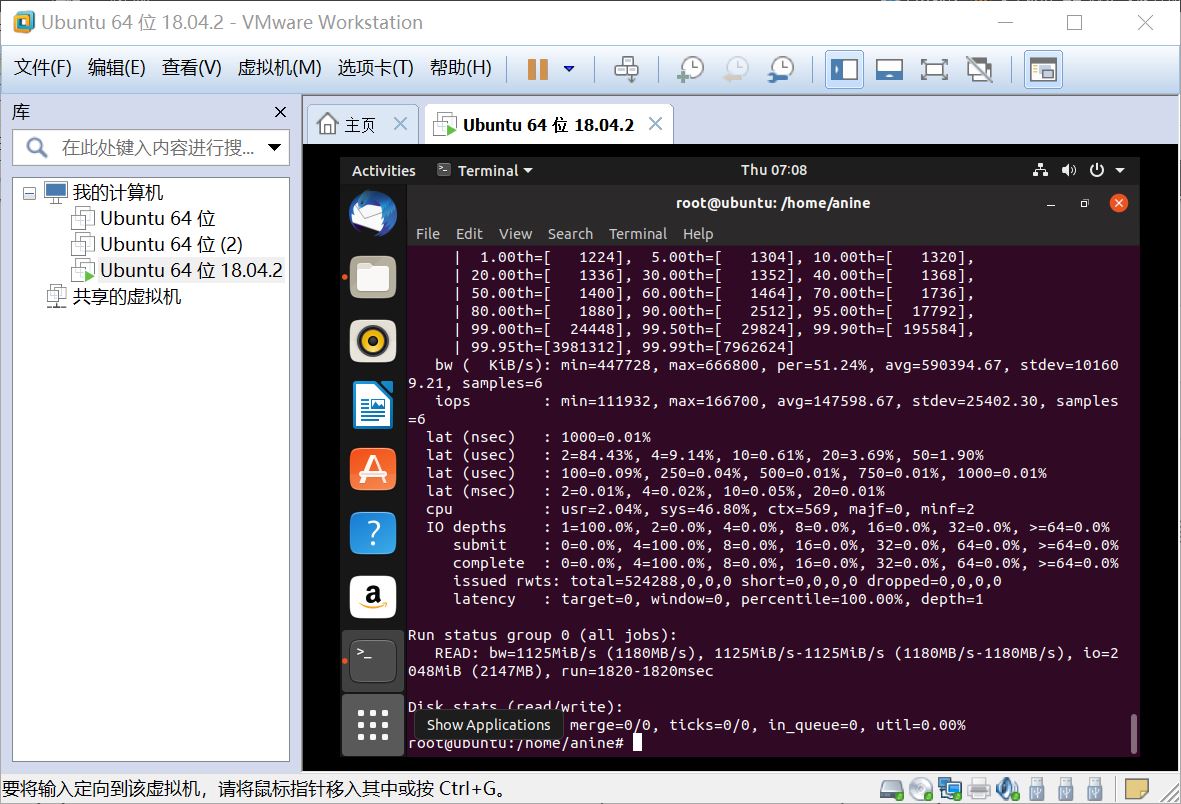 Ubuntu 64 位 18.04.2 - VMware Workstation
文件(F) 编辑(E) 查看(V) 虚拟机(M) 选项卡(T) 帮助(H)
库
在此处键入内容进行搜...
我的计算机
Ubuntu 64 位
Ubuntu 64 位 (2)
Ubuntu 64 位 18.04.2
共享的虚拟机
主页
Ubuntu 64 位 18.04.2
Activities Terminal Thu 07:08
root@ubuntu: /home/anine
File Edit View Search Terminal Help
| 1.00th=[ 1224], 5.00th=[ 1304], 10.00th=[ 1320],
| 20.00th=[ 1336], 30.00th=[ 1352], 40.00th=[ 1368],
| 50.00th=[ 1400], 60.00th=[ 1464], 70.00th=[ 1736],
| 80.00th=[ 1880], 90.00th=[ 2512], 95.00th=[ 17792],
| 99.00th=[ 24448], 99.50th=[ 29824], 99.90th=[ 195584],
| 99.95th=[3981312], 99.99th=[7962624]
bw ( KiB/s): min=447728, max=666800, per=51.24%, avg=590394.67, stdev=10160
9.21, samples=6
iops : min=111932, max=166700, avg=147598.67, stdev=25402.30, samples
=6
lat (nsec) : 1000=0.01%
lat (usec) : 2=84.43%, 4=9.14%, 10=0.61%, 20=3.69%, 50=1.90%
lat (usec) : 100=0.09%, 250=0.04%, 500=0.01%, 750=0.01%, 1000=0.01%
lat (msec) : 2=0.01%, 4=0.02%, 10=0.05%, 20=0.01%
cpu : usr=2.04%, sys=46.80%, ctx=569, majf=0, minf=2
IO depths : 1=100.0%, 2=0.0%, 4=0.0%, 8=0.0%, 16=0.0%, 32=0.0%, >=64=0.0%
submit : 0=0.0%, 4=100.0%, 8=0.0%, 16=0.0%, 32=0.0%, 64=0.0%, >=64=0.0%
complete : 0=0.0%, 4=100.0%, 8=0.0%, 16=0.0%, 32=0.0%, 64=0.0%, >=64=0.0%
issued rwts: total=524288,0,0,0 short=0,0,0,0 dropped=0,0,0,0
latency : target=0, window=0, percentile=100.00%, depth=1
Run status group 0 (all jobs):
READ: bw=1125MiB/s (1180MB/s), 1125MiB/s-1125MiB/s (1180MB/s-1180MB/s), io=2
048MiB (2147MB), run=1820-1820msec
Disk stats (read/write):
Show Applications merge=0/0, ticks=0/0, in_queue=0, util=0.00%
root@ubuntu:/home/anine#
要将输入定向到该虚拟机，请将鼠标指针移入其中或按 Ctrl+G。